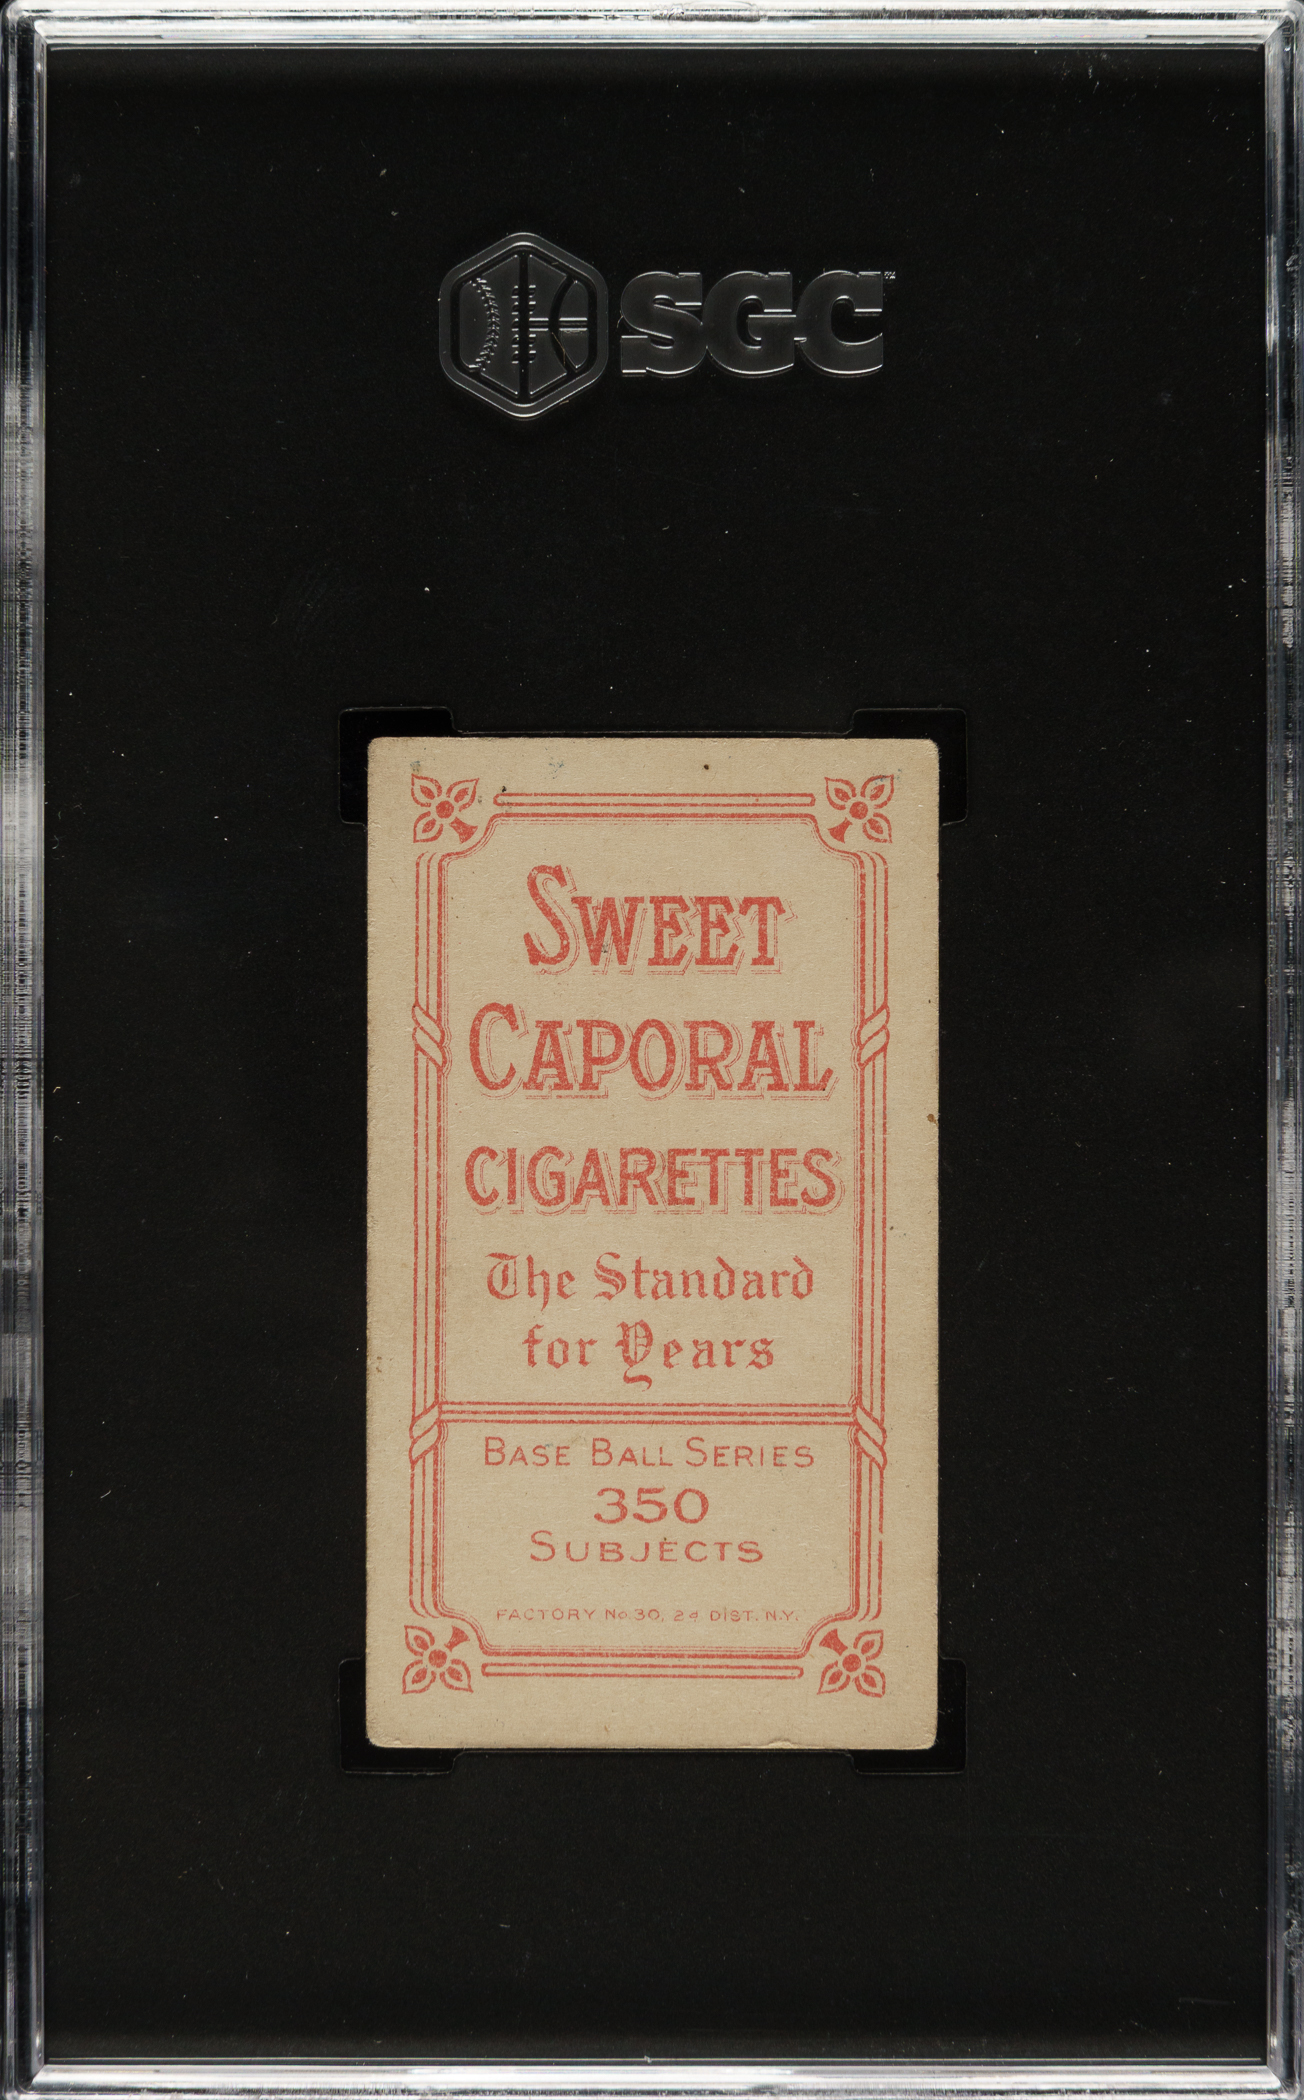 SGC
SWEET
CAPORAL
CIGARETTES
The Standard
for Years
BASE BALL SERIES
350
SUBJECTS
FACTORY No. 30, 2d DIST. N.Y.